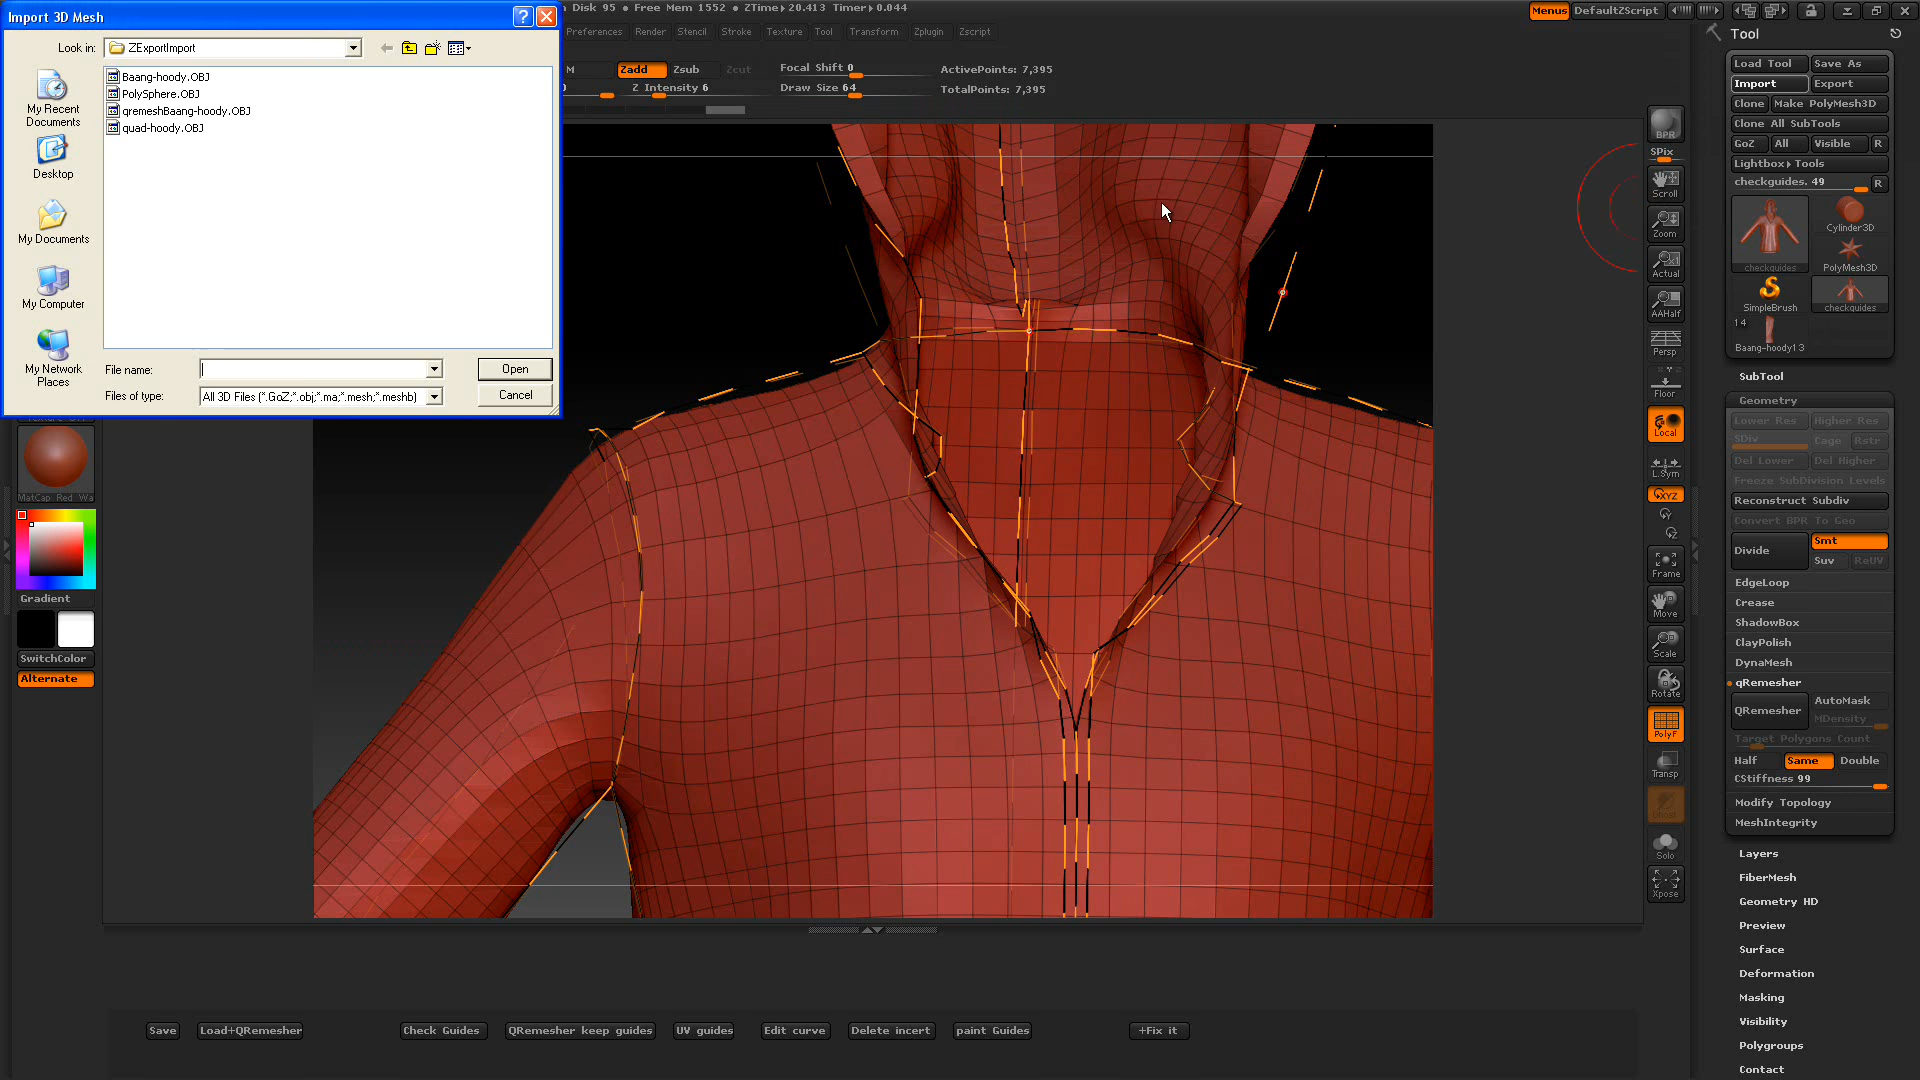 Import 3D Mesh
Disk 95 • Free Mem 1552 • ZTime▸20.413 Timer▸0.044
Menus DefaultZScript
Preferences Render Stencil Stroke Texture Tool Transform Zplugin Zscript
Look in: ZExportImport
Baang-hoody.OBJ
PolySphere.OBJ
qremeshBaang-hoody.OBJ
quad-hoody.OBJ
My Recent Documents
Desktop
My Documents
My Computer
My Network Places
File name:
Open
Files of type: All 3D Files (*.GoZ;*.obj;*.ma;*.mesh;*.meshb)
Cancel
M Zadd Zsub Zcut
Z Intensity 6
Focal Shift 0
Draw Size 64
ActivePoints: 7,395
TotalPoints: 7,395
MatCap Red Wa
Gradient
SwitchColor
Alternate
BPR
SPix
Scroll
Zoom
Actual
AAHalf
Persp
Floor
Local
L.Sym
XYZ
Frame
Move
Scale
Rotate
PolyF
Transp
Solo
Xpose
Tool
Load Tool Save As
Import Export
Clone Make PolyMesh3D
Clone All SubTools
GoZ All Visible R
Lightbox▸Tools
checkguides. 49 R
checkguides
Cylinder3D
PolyMesh3D
SimpleBrush
checkguides
14
Baang-hoody13
SubTool
Geometry
Lower Res Higher Res
SDiv Cage Rstr
Del Lower Del Higher
Freeze SubDivision Levels
Reconstruct Subdiv
Convert BPR To Geo
Divide Smt
Suv ReUV
EdgeLoop
Crease
ShadowBox
ClayPolish
DynaMesh
qRemesher
QRemesher AutoMask
MDensity
Target Polygons Count
Half Same Double
CStiffness 99
Modify Topology
MeshIntegrity
Layers
FiberMesh
Geometry HD
Preview
Surface
Deformation
Masking
Visibility
Polygroups
Contact
Save Load+QRemesher Check Guides QRemesher keep guides UV guides Edit curve Delete incert paint Guides +Fix it